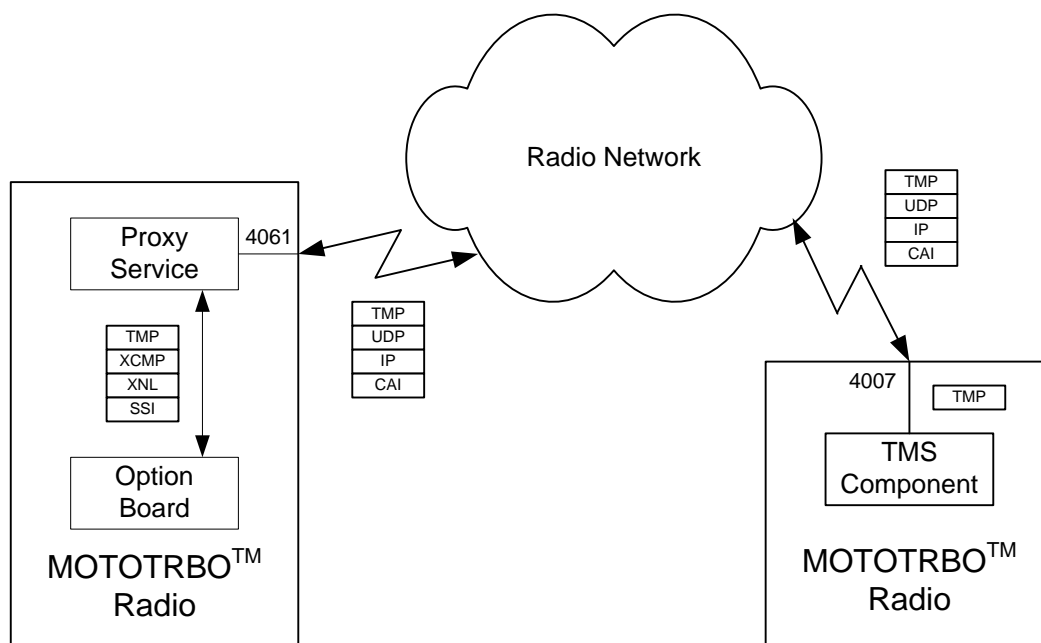 Radio Network
Proxy
Service
4061
TMP
XCMP
XNL
SSI
Option
Board
MOTOTRBO™
Radio
TMP
UDP
IP
CAI
TMP
UDP
IP
CAI
4007
TMP
TMS
Component
MOTOTRBO™
Radio